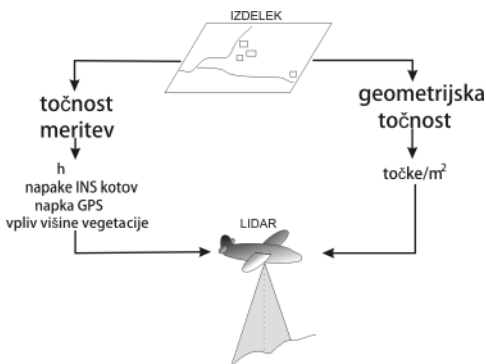 IZDELEK
točnost
meritev
h
napake INS kotov
napka GPS
vpliv višine vegetacije
geometrijska
točnost
točke/m²
LIDAR